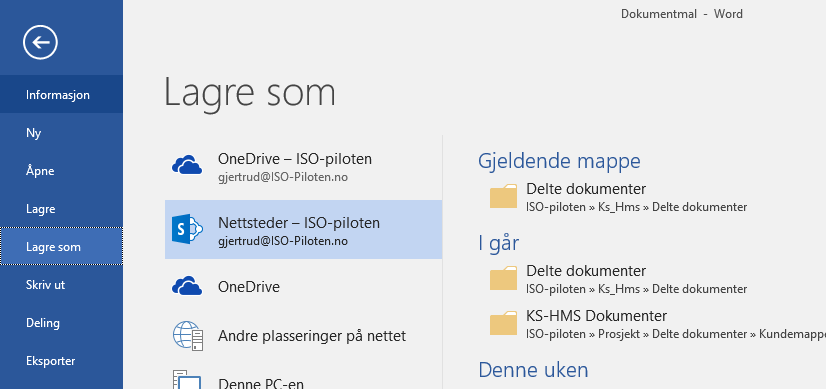 Dokumentmal - Word
Informasjon
Ny
Åpne
Lagre
Lagre som
Skriv ut
Deling
Eksporter
Lagre som
OneDrive – ISO-piloten
gjertrud@ISO-Piloten.no
Nettsteder – ISO-piloten
gjertrud@ISO-Piloten.no
OneDrive
Andre plasseringer på nettet
Denne PC-en
Gjeldende mappe
Delte dokumenter
ISO-piloten » Ks_Hms » Delte dokumenter
I går
Delte dokumenter
ISO-piloten » Ks_Hms » Delte dokumenter
KS-HMS Dokumenter
ISO-piloten » Prosjekt » Delte dokumenter » Kundemappe
Denne uken